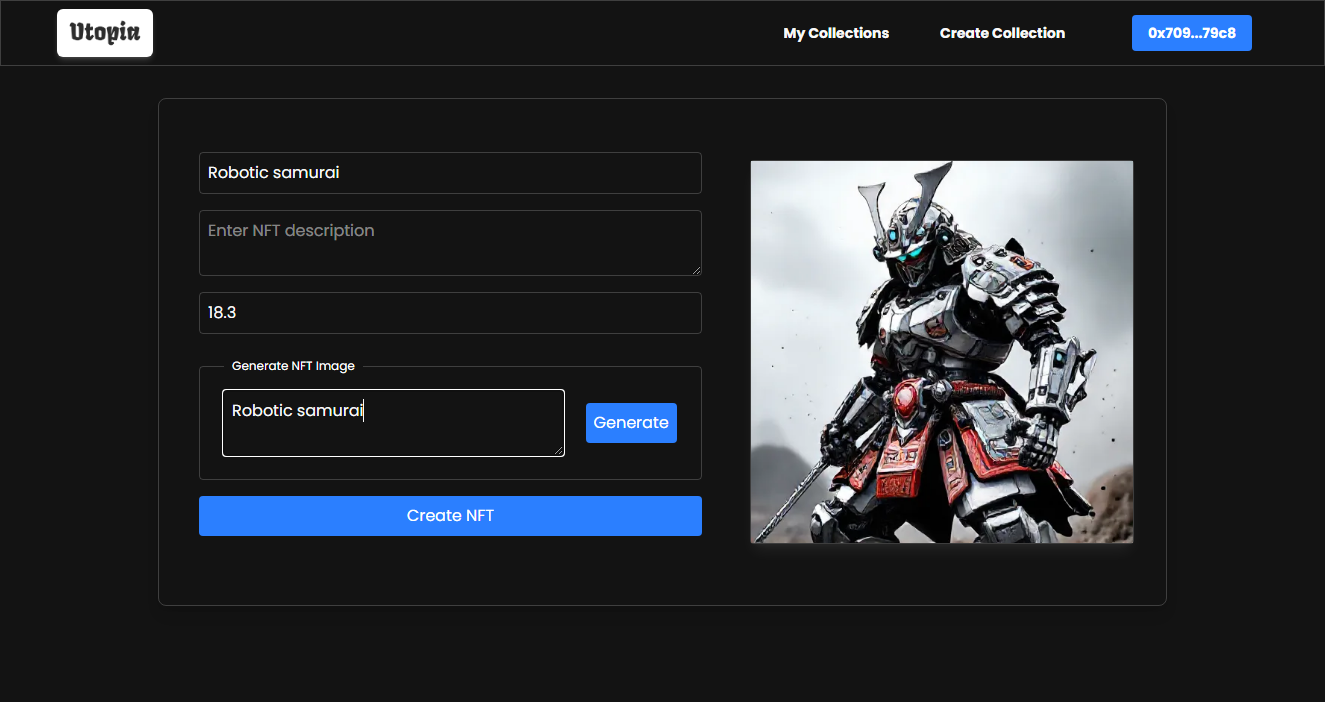 Utopia
My Collections
Create Collection
0x709...79c8
Robotic samurai
Enter NFT description
18.3
Generate NFT Image
Robotic samurai
Generate
Create NFT